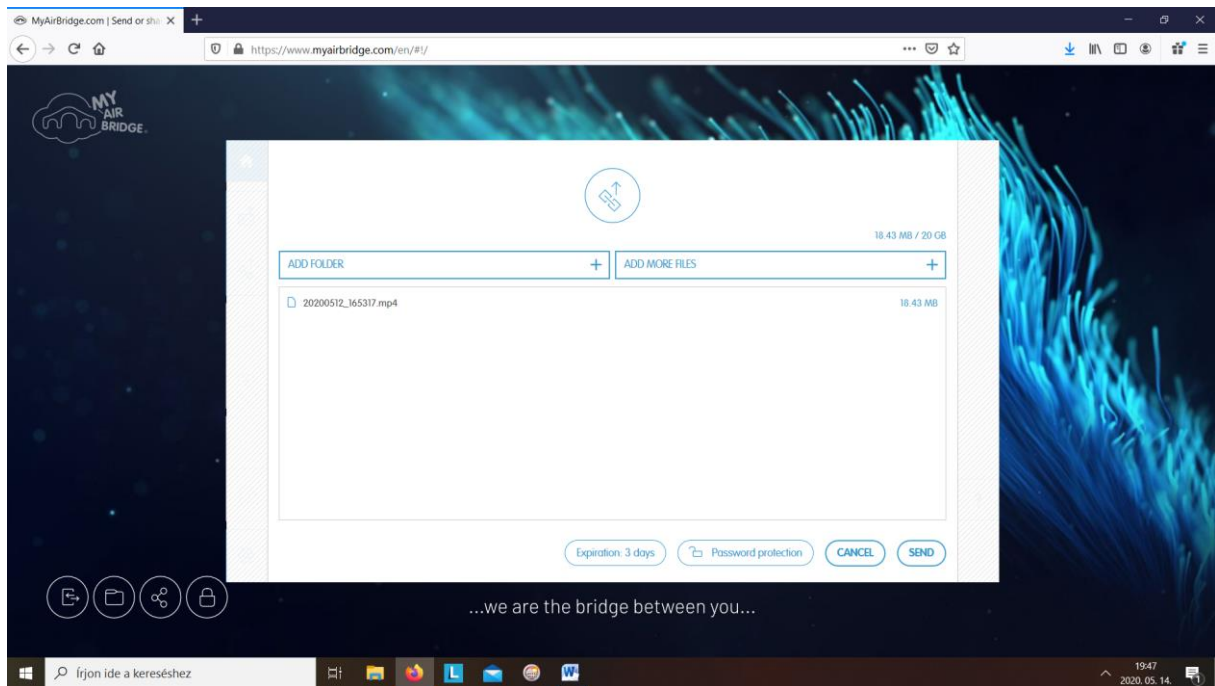 MyAirBridge.com | Send or sha
https://www.myairbridge.com/en/#!/
MY
AIR
BRIDGE.
18.43 MB / 20 GB
ADD FOLDER +
ADD MORE FILES +
20200512_165317.mp4 18.43 MB
Expiration: 3 days
Password protection
CANCEL
SEND
...we are the bridge between you...
Írjon ide a kereséshez
L
W
19:47
2020. 05. 14.
1